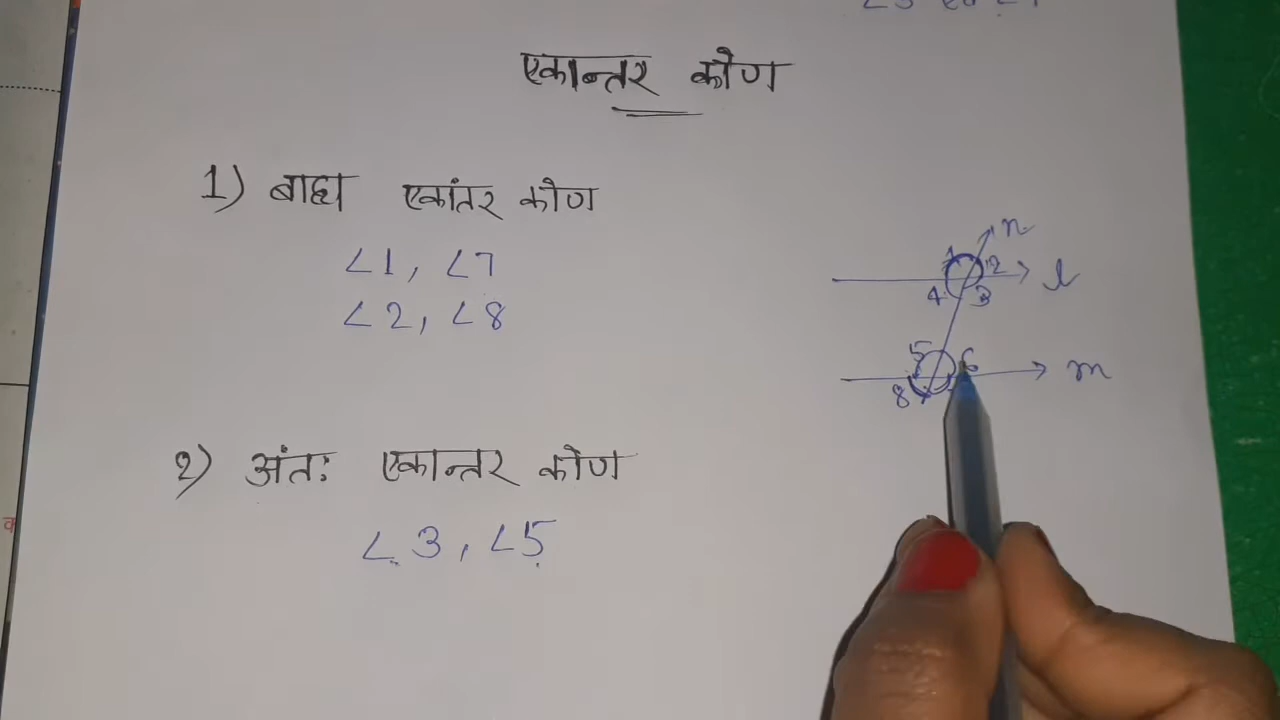 एकान्तर कोण
1) बाह्य एकांतर कोण
∠1, ∠7
∠2, ∠8
n
1 2 l
4 3
5 6
m
8
२) अंतः एकान्तर कोण
∠3, ∠5